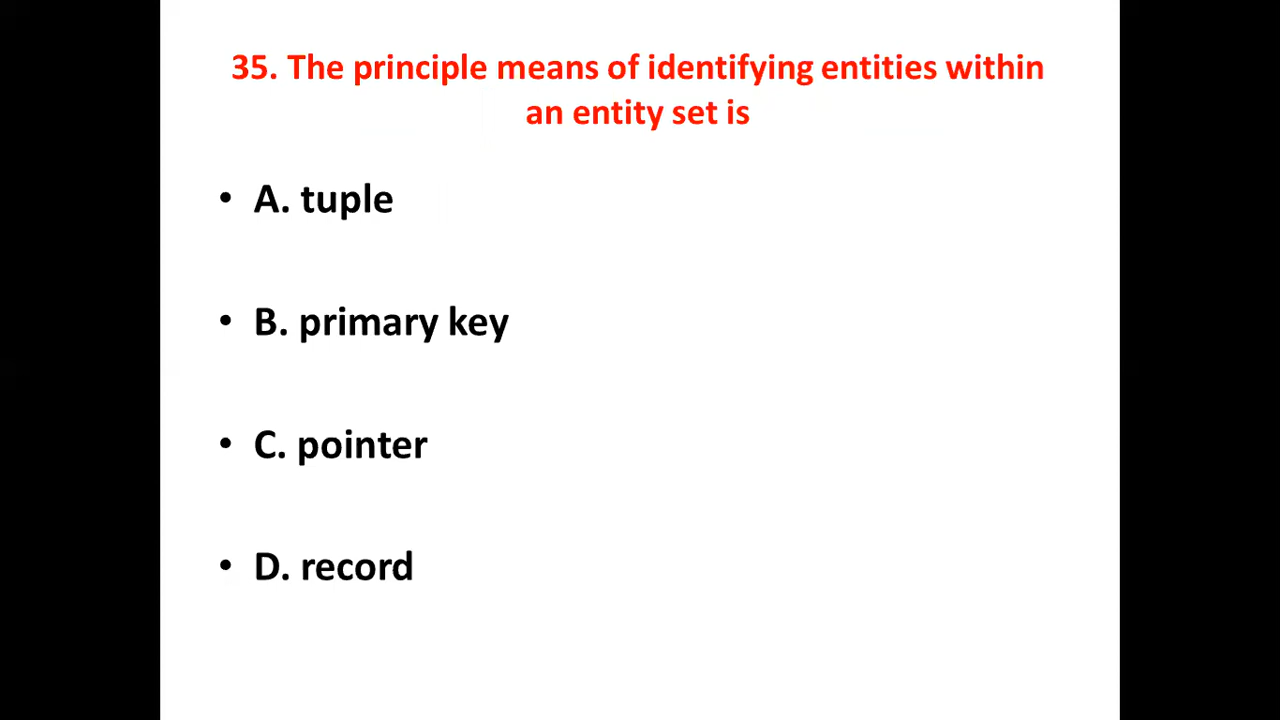 35. The principle means of identifying entities within
an entity set is
• A. tuple
• B. primary key
• C. pointer
• D. record